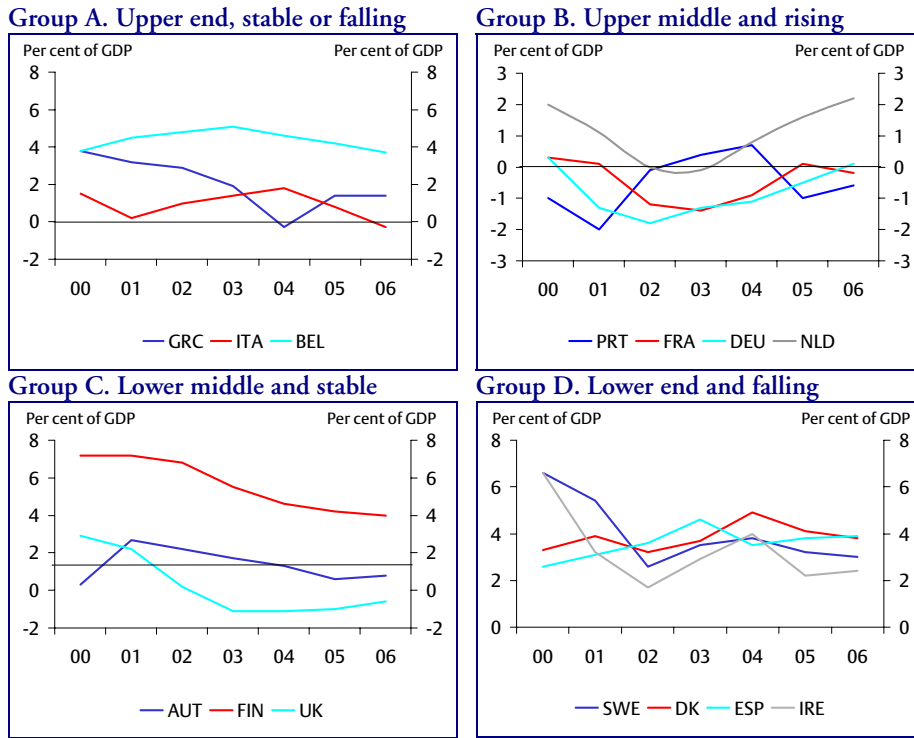 Group A. Upper end, stable or falling
Per cent of GDP Per cent of GDP
8 8
6 6
4 4
2 2
0 0
-2 -2
00 01 02 03 04 05 06
GRC ITA BEL
Group B. Upper middle and rising
Per cent of GDP Per cent of GDP
3 3
2 2
1 1
0 0
-1 -1
-2 -2
-3 -3
00 01 02 03 04 05 06
PRT FRA DEU NLD
Group C. Lower middle and stable
Per cent of GDP Per cent of GDP
8 8
6 6
4 4
2 2
0 0
-2 -2
00 01 02 03 04 05 06
AUT FIN UK
Group D. Lower end and falling
Per cent of GDP Per cent of GDP
8 8
6 6
4 4
2 2
0 0
00 01 02 03 04 05 06
SWE DK ESP IRE